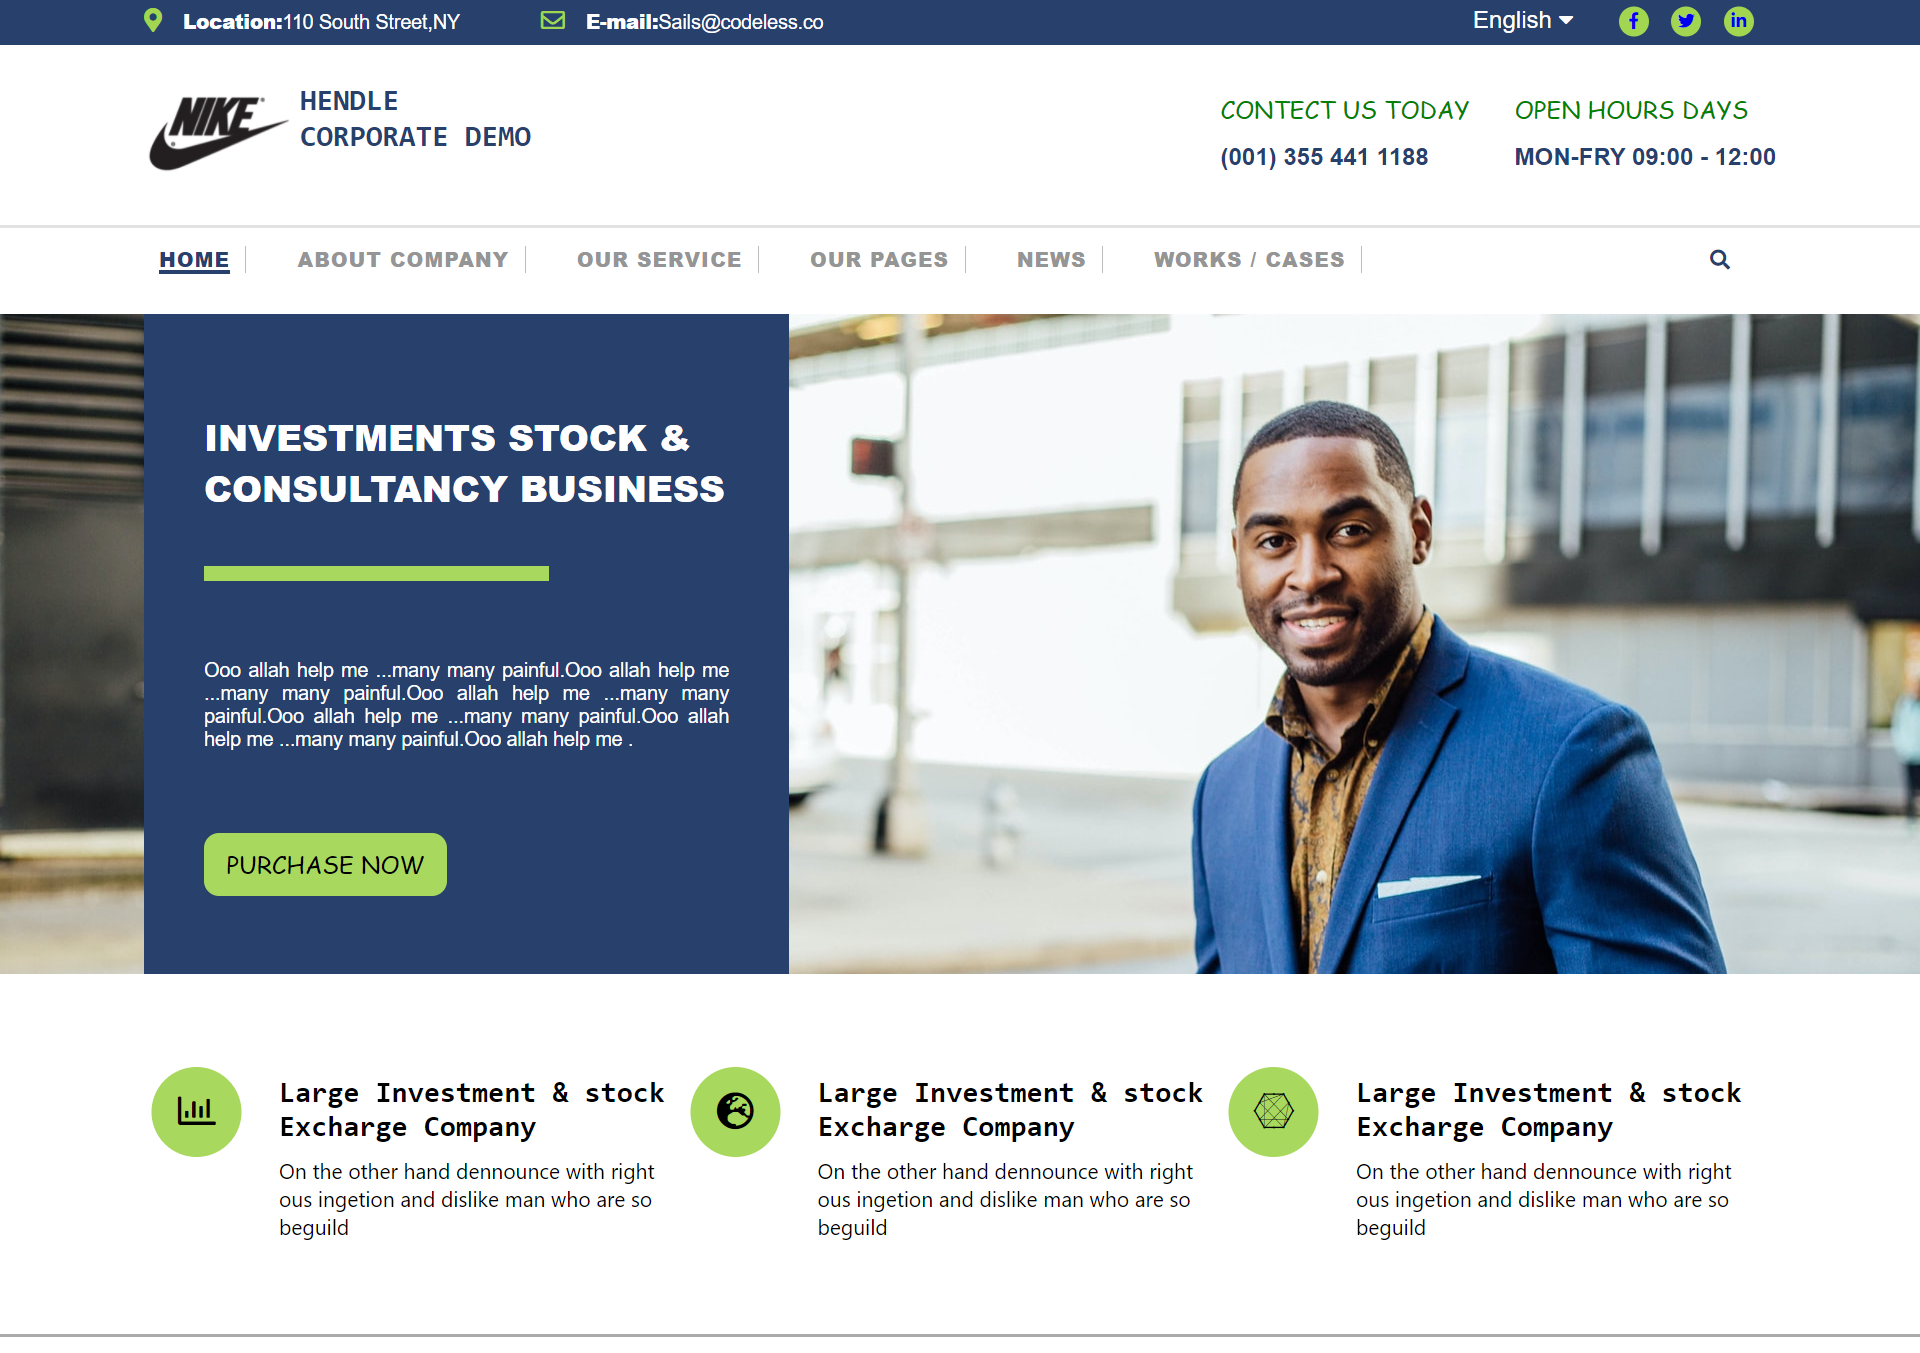 Location:110 South Street,NY
E-mail:Sails@codeless.co
English
NIKE
HENDLE
CORPORATE DEMO
CONTECT US TODAY
(001) 355 441 1188
OPEN HOURS DAYS
MON-FRY 09:00 - 12:00
HOME
ABOUT COMPANY
OUR SERVICE
OUR PAGES
NEWS
WORKS / CASES
INVESTMENTS STOCK &
CONSULTANCY BUSINESS
Ooo allah help me ...many many painful.Ooo allah help me
...many many painful.Ooo allah help me ...many many
painful.Ooo allah help me ...many many painful.Ooo allah
help me ...many many painful.Ooo allah help me .
PURCHASE NOW
Large Investment & stock
Excharge Company
On the other hand dennounce with right
ous ingetion and dislike man who are so
beguild
Large Investment & stock
Excharge Company
On the other hand dennounce with right
ous ingetion and dislike man who are so
beguild
Large Investment & stock
Excharge Company
On the other hand dennounce with right
ous ingetion and dislike man who are so
beguild